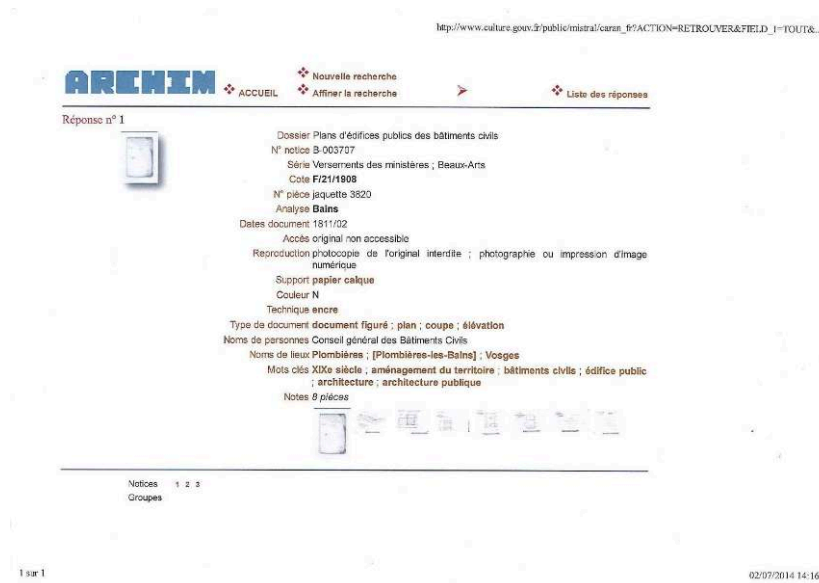 http://www.culture.gouv.fr/public/mistral/caran_fr?ACTION=RETROUVER&FIELD_1=TOUT&...
ARCHIM
ACCUEIL
Nouvelle recherche
Affiner la recherche
Liste des réponses
Réponse n° 1
Dossier Plans d'édifices publics des bâtiments civils
N° notice B-003707
Série Versements des ministères ; Beaux-Arts
Cote F/21/1908
N° pièce jaquette 3820
Analyse Bains
Dates document 1811/02
Accès original non accessible
Reproduction photocopie de l'original interdite ; photographie ou impression d'image
numérique
Support papier calque
Couleur N
Technique encre
Type de document document figuré ; plan ; coupe ; élévation
Noms de personnes Conseil général des Bâtiments Civils
Noms de lieux Plombières ; [Plombières-les-Bains] ; Vosges
Mots clés XIXe siècle ; aménagement du territoire ; bâtiments civils ; édifice public
; architecture ; architecture publique
Notes 8 pièces
Notices 1 2 3
Groupes
1 sur 1
02/07/2014 14:16